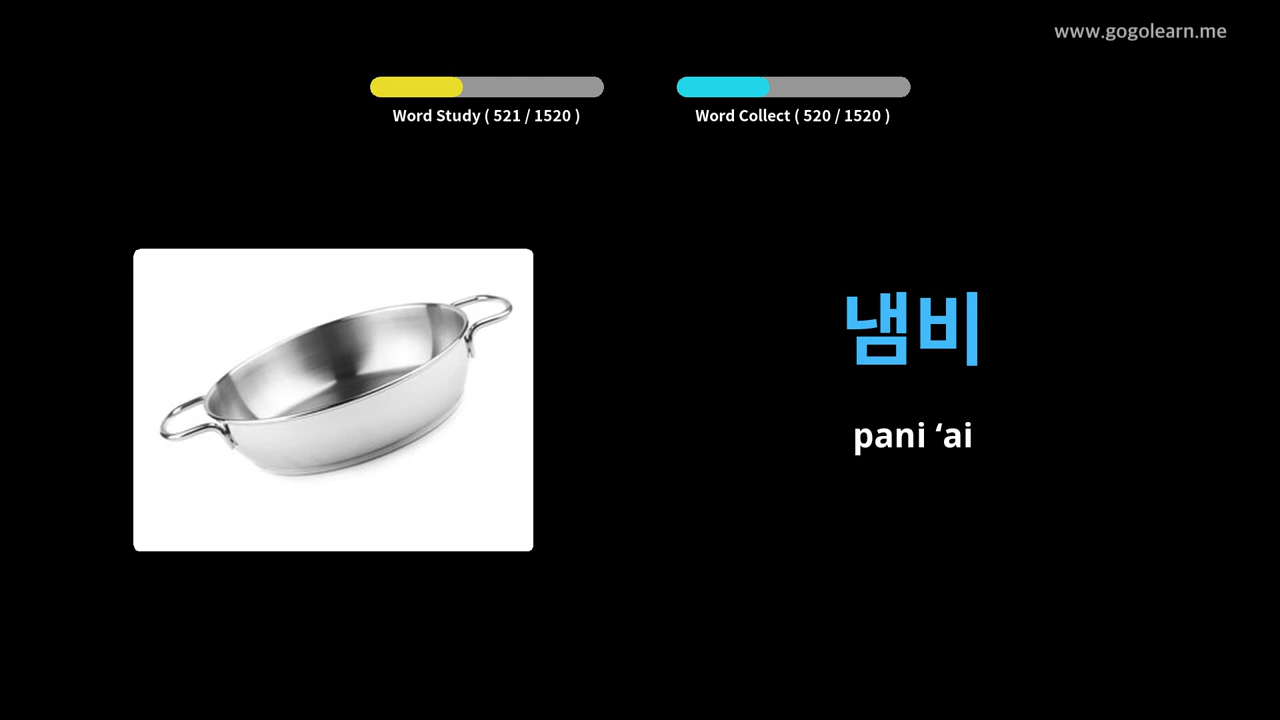 www.gogolearn.me
Word Study ( 521 / 1520 )
Word Collect ( 520 / 1520 )
냄비
pani ‘ai